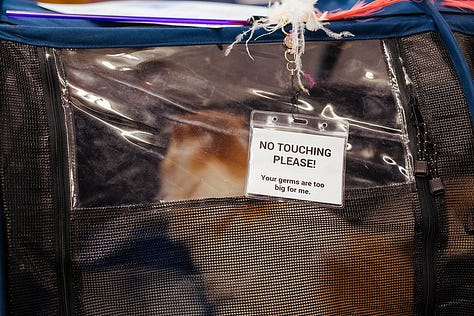 NO TOUCHING
PLEASE!
Your germs are too
big for me.